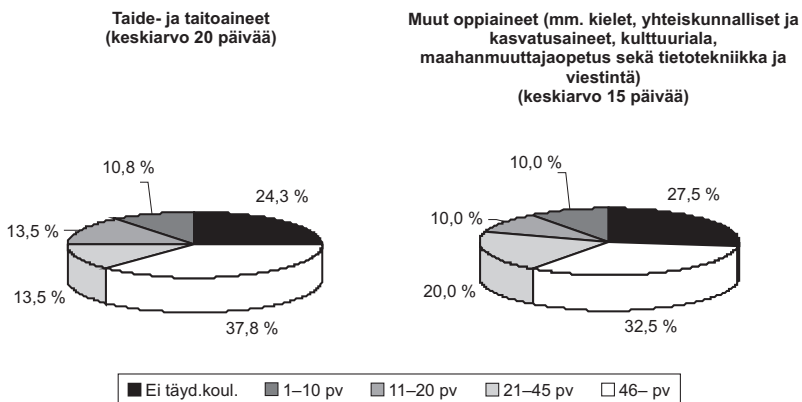 Taide- ja taitoaineet
(keskiarvo 20 päivää)
10,8 %
24,3 %
13,5 %
13,5 %
37,8 %
Muut oppiaineet (mm. kielet, yhteiskunnalliset ja
kasvatusaineet, kulttuuriala,
maahanmuuttajaopetus sekä tietotekniikka ja
viestintä)
(keskiarvo 15 päivää)
10,0 %
27,5 %
10,0 %
20,0 %
32,5 %
Ei täyd.koul. 1–10 pv 11–20 pv 21–45 pv 46– pv